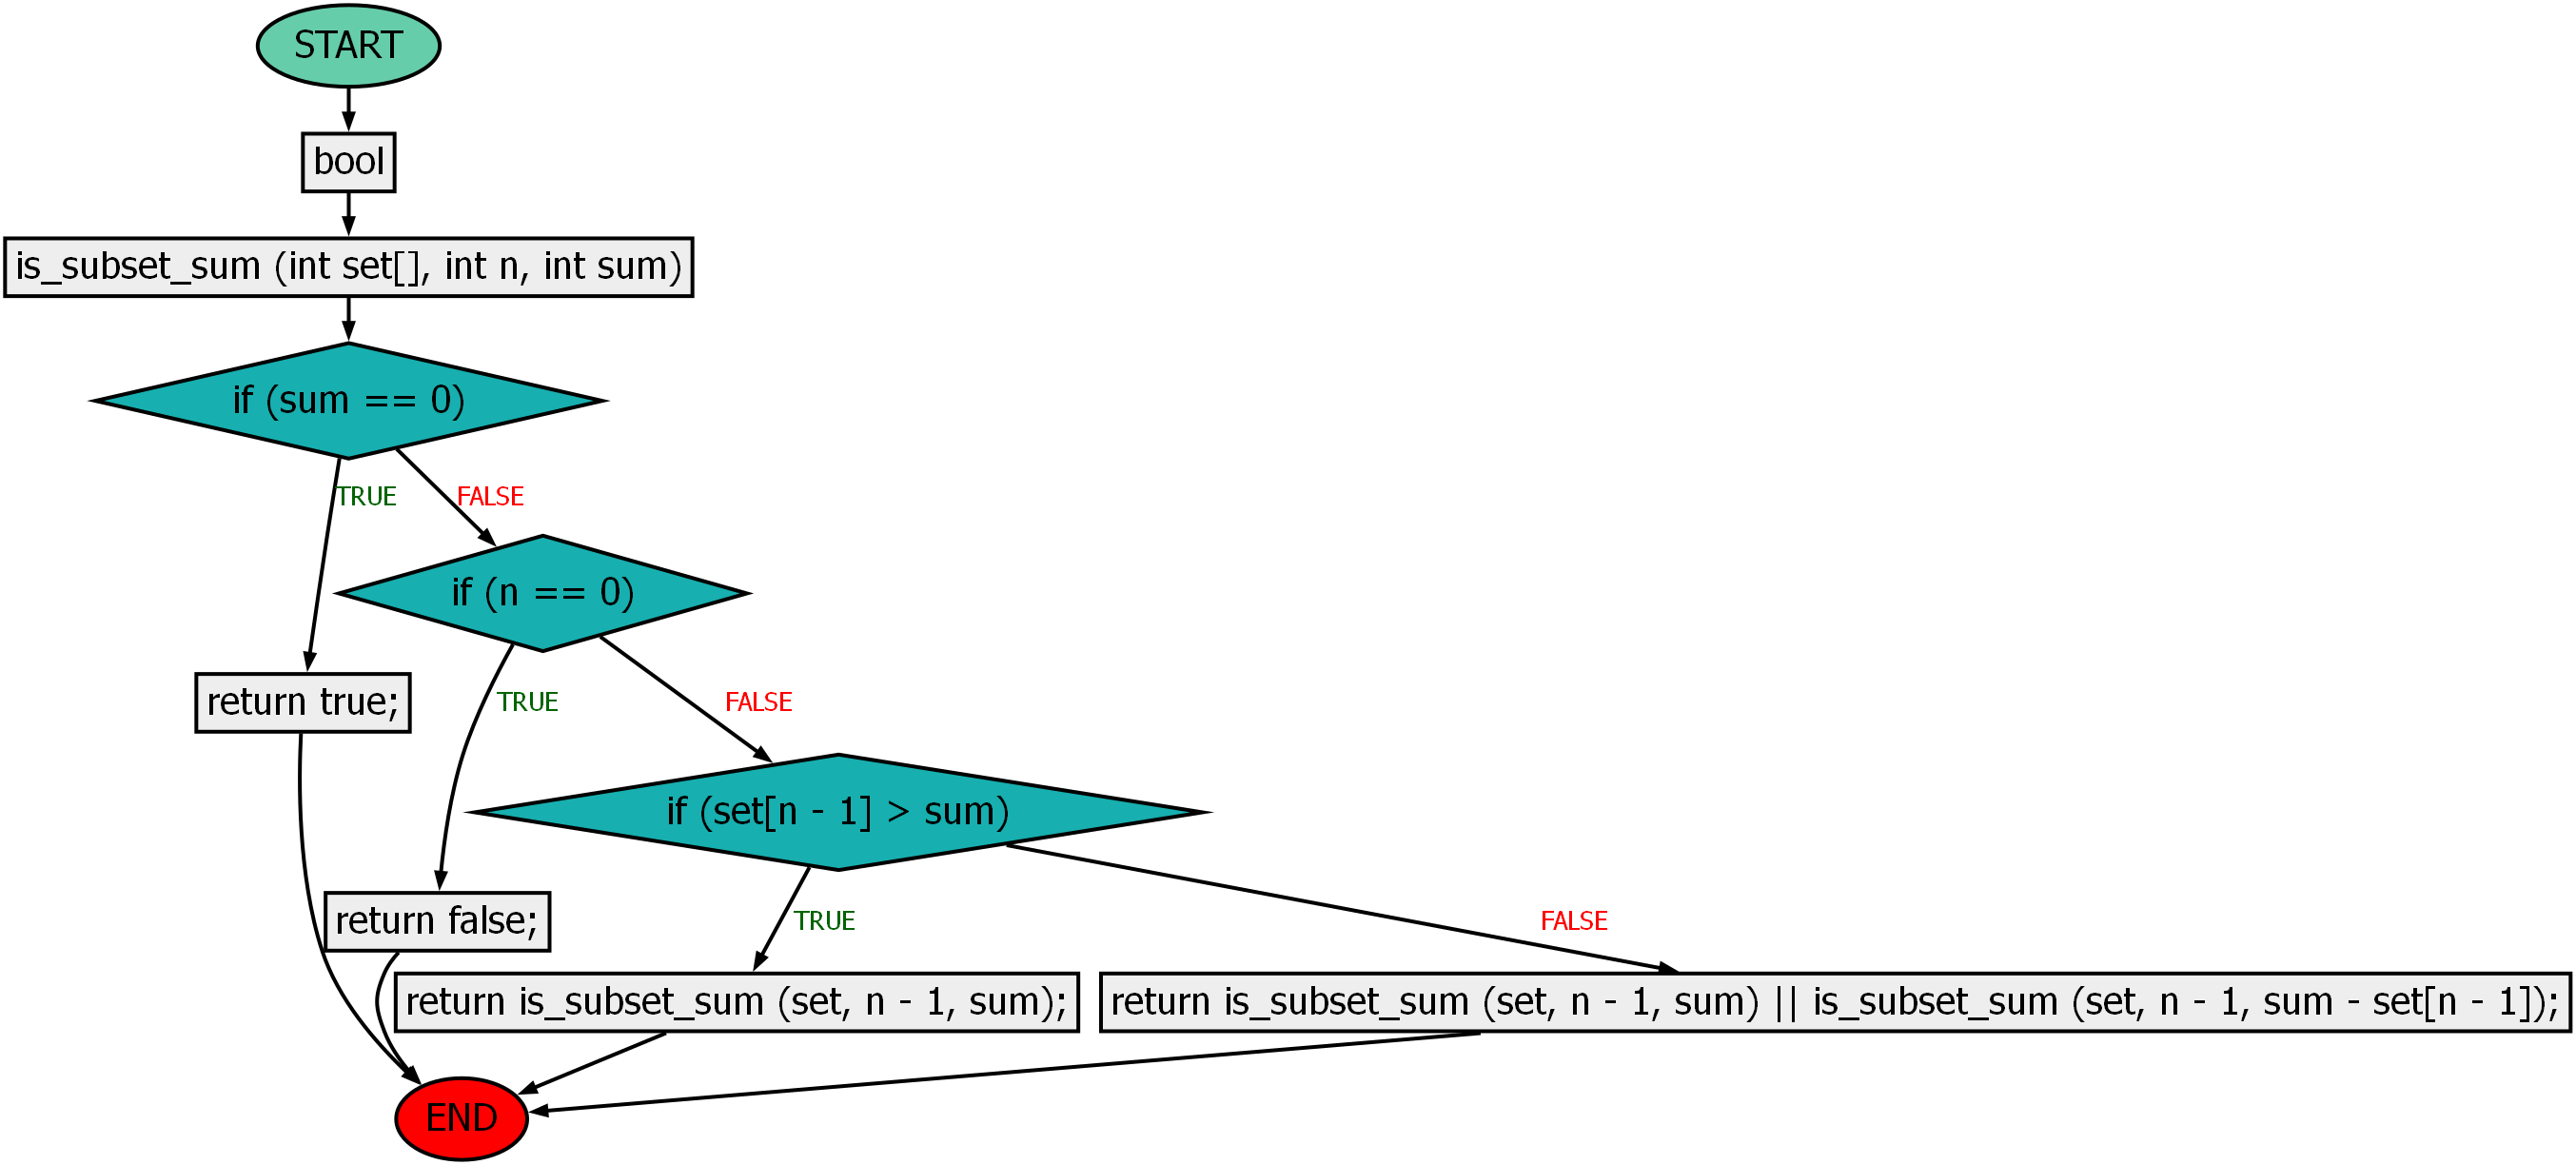 START
bool
is_subset_sum (int set[], int n, int sum)
if (sum == 0)
TRUE
FALSE
if (n == 0)
return true;
TRUE
FALSE
if (set[n - 1] > sum)
return false;
TRUE
FALSE
return is_subset_sum (set, n - 1, sum);
return is_subset_sum (set, n - 1, sum) || is_subset_sum (set, n - 1, sum - set[n - 1]);
END